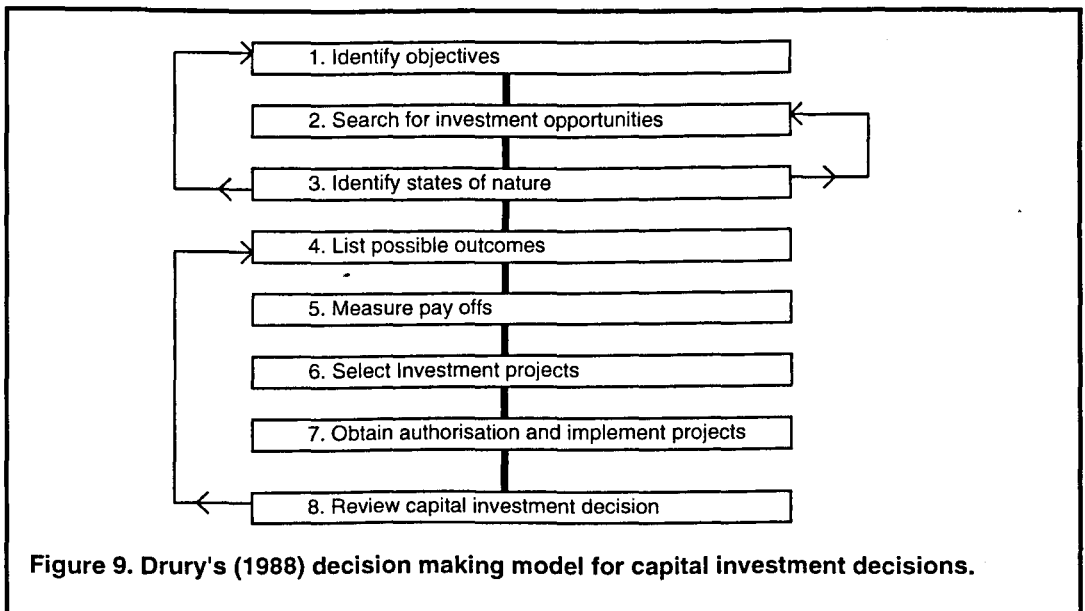 1. Identify objectives
2. Search for investment opportunities
3. Identify states of nature
4. List possible outcomes
5. Measure pay offs
6. Select Investment projects
7. Obtain authorisation and implement projects
8. Review capital investment decision
Figure 9. Drury's (1988) decision making model for capital investment decisions.